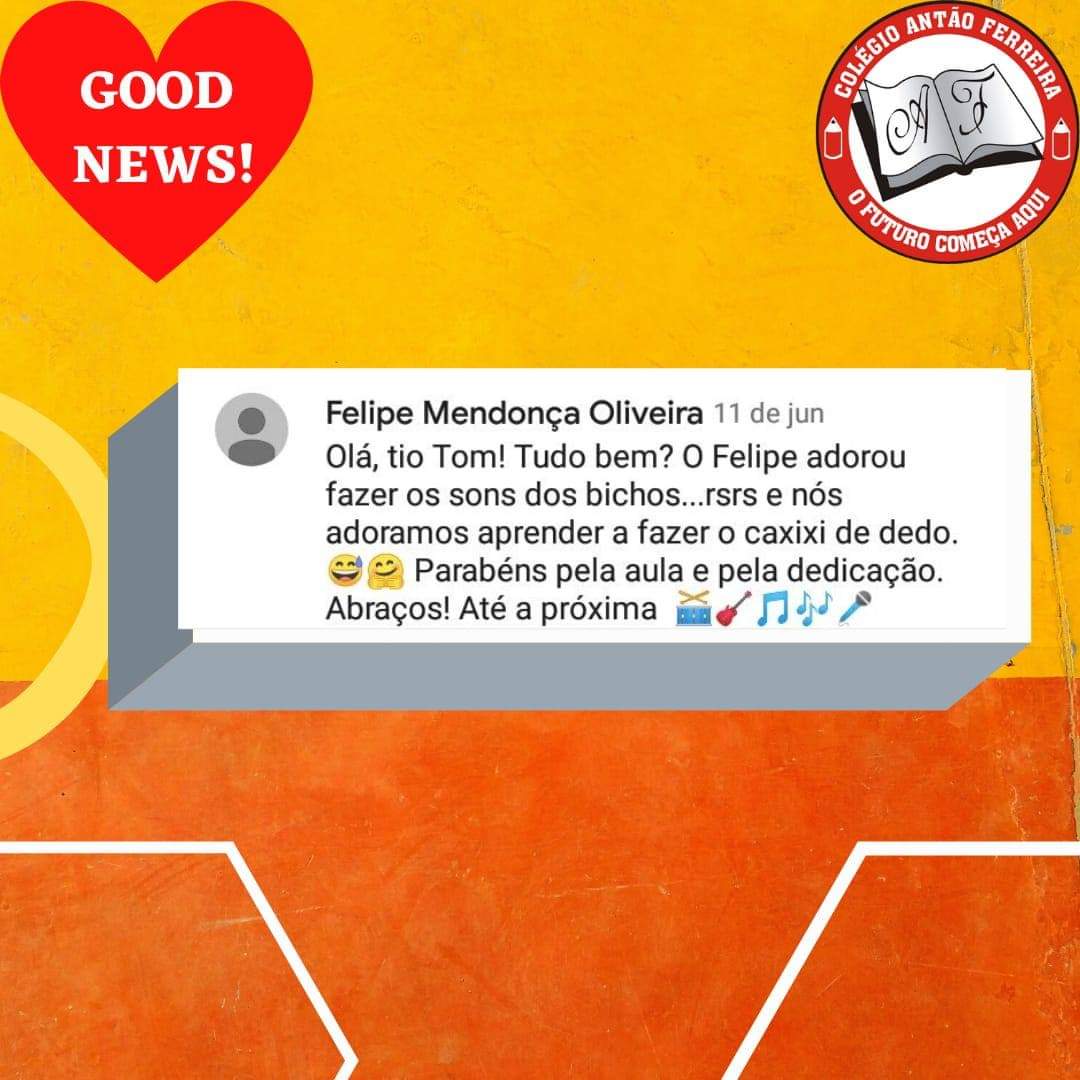 GOOD
NEWS!
COLÉGIO ANTÃO FERREIRA
AF
O FUTURO COMEÇA AQUI
Felipe Mendonça Oliveira 11 de jun
Olá, tio Tom! Tudo bem? O Felipe adorou
fazer os sons dos bichos...rsrs e nós
adoramos aprender a fazer o caxixi de dedo.
😅🤗 Parabéns pela aula e pela dedicação.
Abraços! Até a próxima 🥁🎸🎵🎶🎤